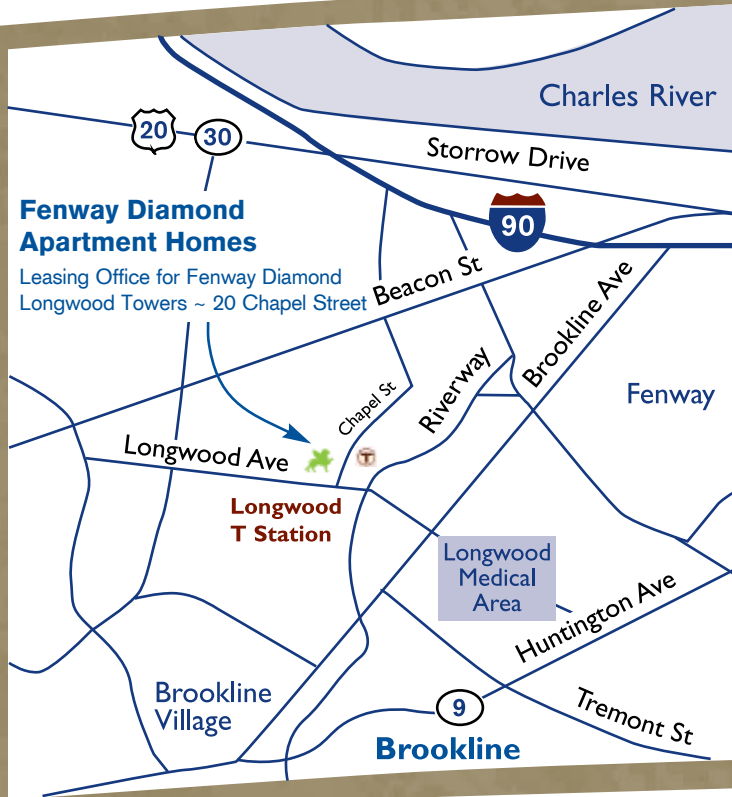 Charles River
20
30
Storrow Drive
Fenway Diamond
Apartment Homes
90
Leasing Office for Fenway Diamond
Longwood Towers ~ 20 Chapel Street
Beacon St
Brookline Ave
Riverway
Chapel St
Fenway
Longwood Ave
T
Longwood
T Station
Longwood
Medical
Area
Huntington Ave
Brookline
Village
9
Tremont St
Brookline